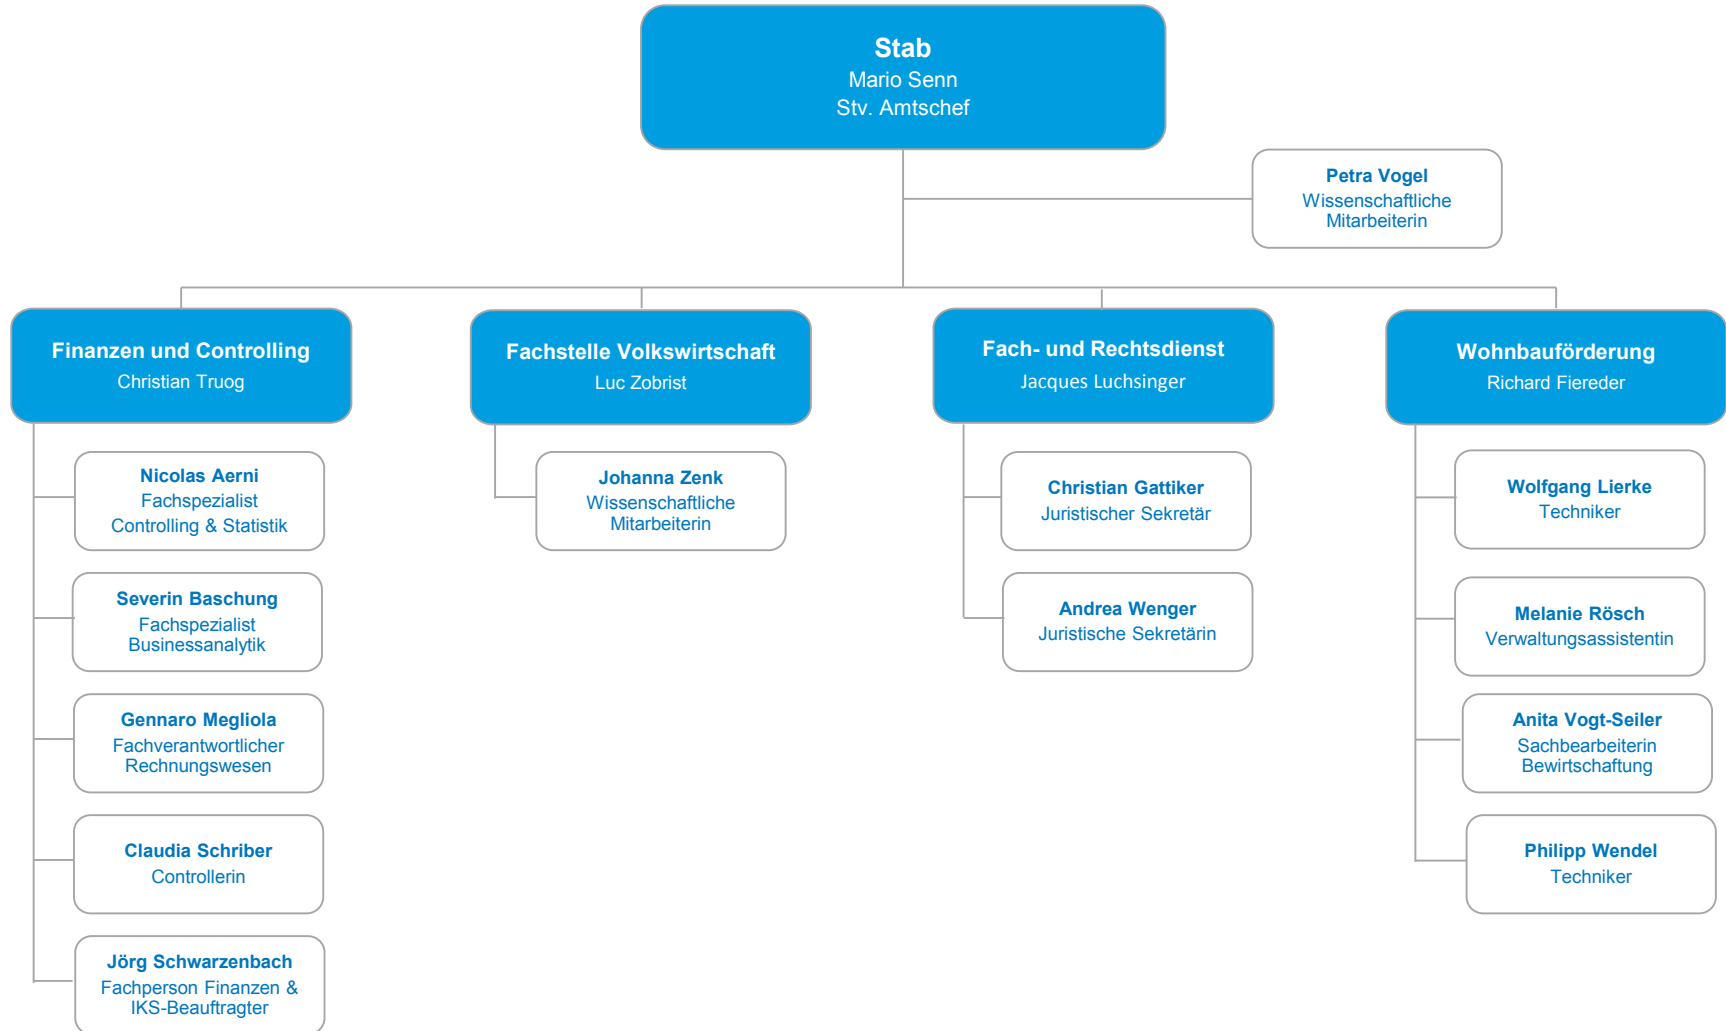 Stab
Mario Senn
Stv. Amtschef
Petra Vogel
Wissenschaftliche
Mitarbeiterin
Finanzen und Controlling
Christian Truog
Fachstelle Volkswirtschaft
Luc Zobrist
Fach- und Rechtsdienst
Jacques Luchsinger
Wohnbauförderung
Richard Fiereder
Nicolas Aerni
Fachspezialist
Controlling & Statistik
Severin Baschung
Fachspezialist
Businessanalytik
Gennaro Megliola
Fachverantwortlicher
Rechnungswesen
Claudia Schriber
Controllerin
Jörg Schwarzenbach
Fachperson Finanzen &
IKS-Beauftragter
Johanna Zenk
Wissenschaftliche
Mitarbeiterin
Christian Gattiker
Juristischer Sekretär
Andrea Wenger
Juristische Sekretärin
Wolfgang Lierke
Techniker
Melanie Rösch
Verwaltungsassistentin
Anita Vogt-Seiler
Sachbearbeiterin
Bewirtschaftung
Philipp Wendel
Techniker